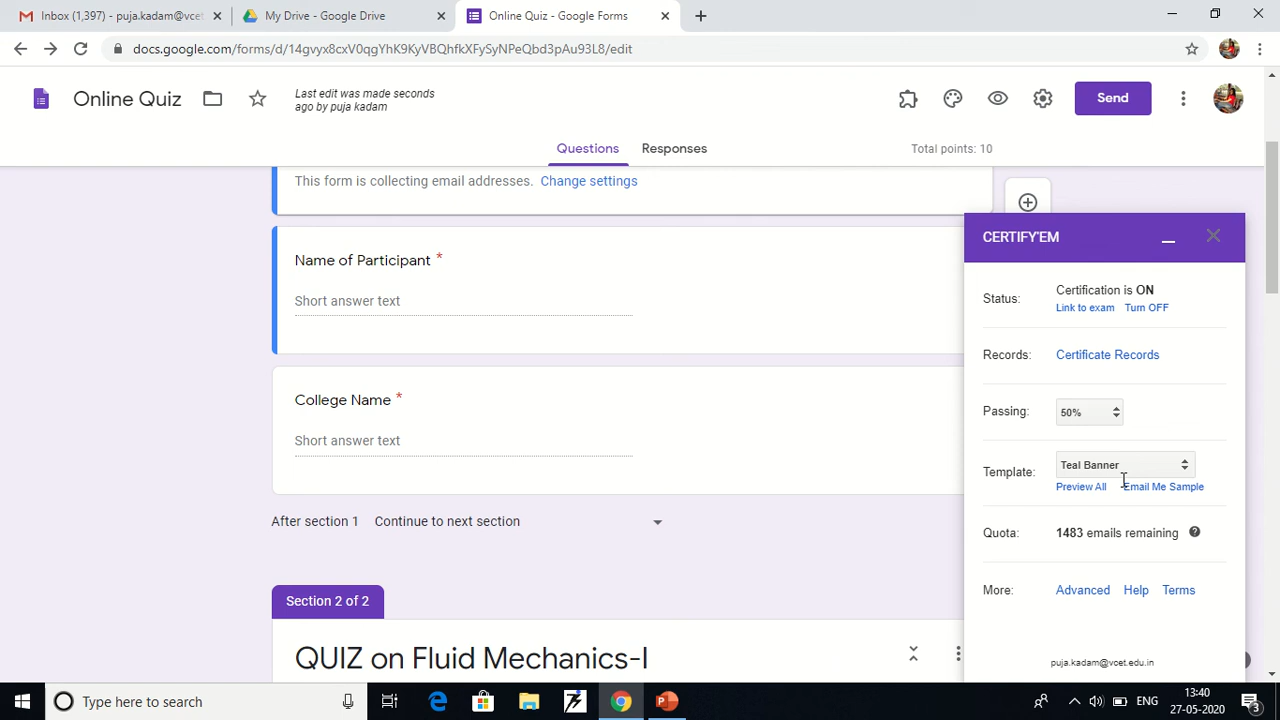 Inbox (1,397) - puja.kadam@vcet
My Drive - Google Drive
Online Quiz - Google Forms
docs.google.com/forms/d/14gvyx8cxV0qgYhK9KyVBQhfkXFySyNPeQbd3pAu93L8/edit
Online Quiz
Last edit was made seconds
ago by puja kadam
Send
Questions
Responses
Total points: 10
This form is collecting email addresses. Change settings
Name of Participant *
Short answer text
College Name *
Short answer text
After section 1 Continue to next section
Section 2 of 2
QUIZ on Fluid Mechanics-I
CERTIFY'EM
Status:
Certification is ON
Link to exam Turn OFF
Records: Certificate Records
Passing: 50%
Template: Teal Banner
Preview All Email Me Sample
Quota: 1483 emails remaining
More: Advanced Help Terms
puja.kadam@vcet.edu.in
Type here to search
ENG
13:40
27-05-2020
3